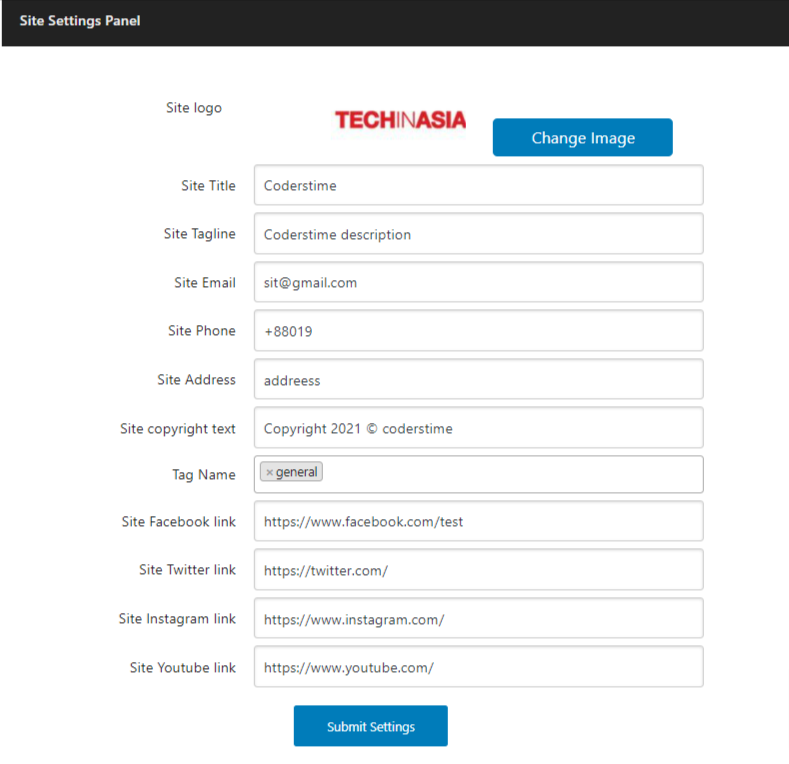 Site Settings Panel
Site logo
TECHINASIA
Change Image
Site Title Coderstime
Site Tagline Coderstime description
Site Email sit@gmail.com
Site Phone +88019
Site Address addreess
Site copyright text Copyright 2021 © coderstime
Tag Name × general
Site Facebook link https://www.facebook.com/test
Site Twitter link https://twitter.com/
Site Instagram link https://www.instagram.com/
Site Youtube link https://www.youtube.com/
Submit Settings